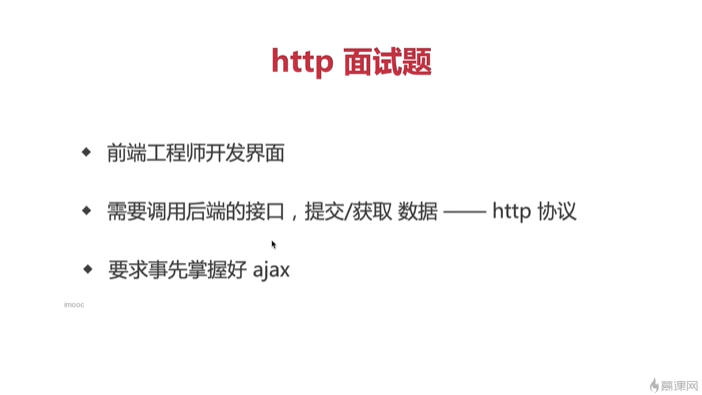 http 面试题
前端工程师开发界面
需要调用后端的接口，提交/获取 数据 —— http 协议
要求事先掌握好 ajax
imooc
慕课网